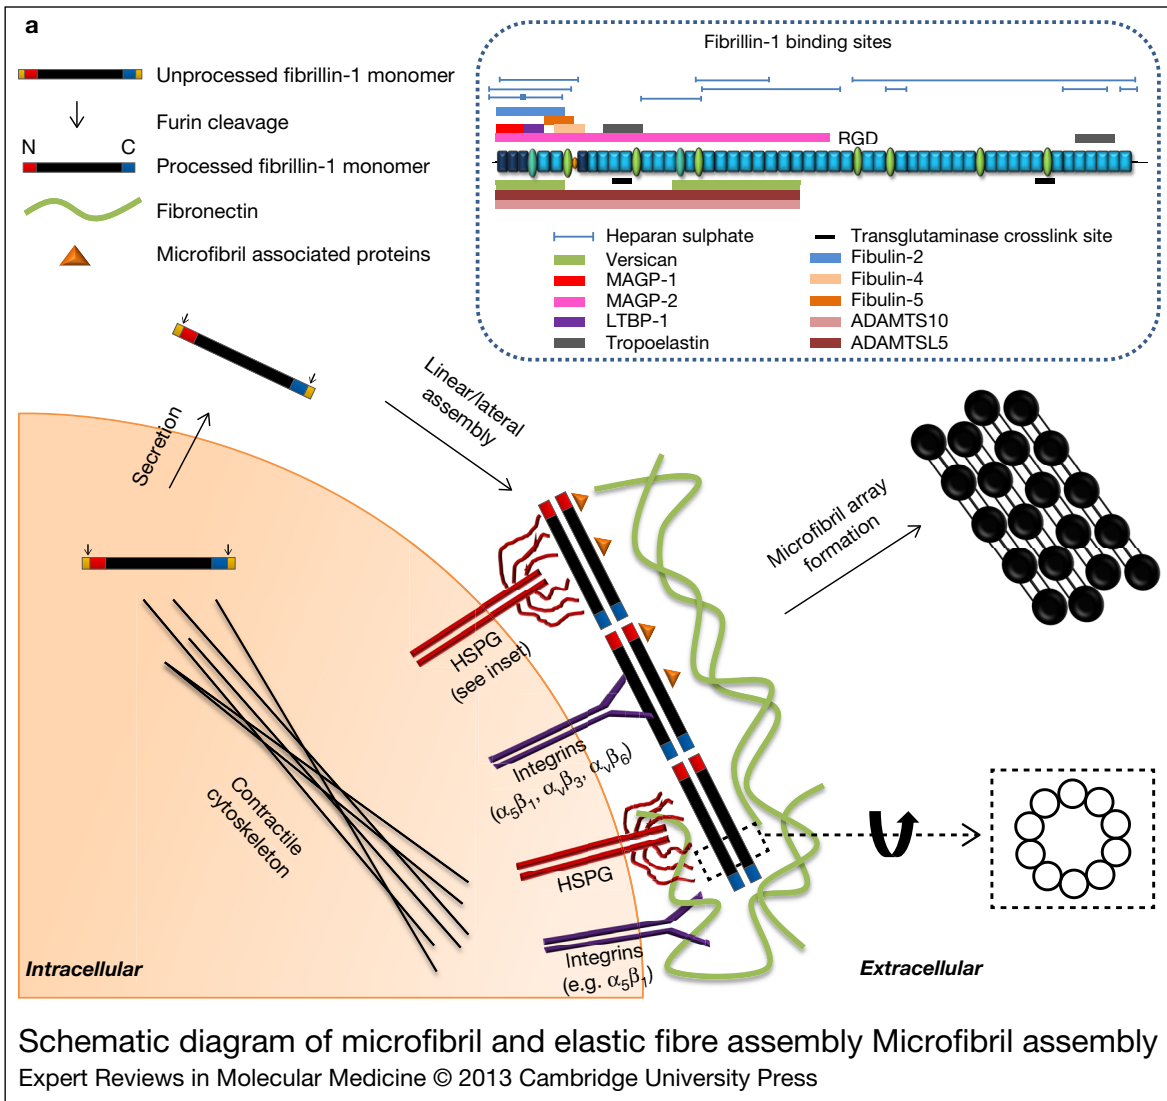 a
Unprocessed fibrillin-1 monomer
Furin cleavage
N C
Processed fibrillin-1 monomer
Fibronectin
Microfibril associated proteins
Fibrillin-1 binding sites
RGD
Heparan sulphate
Versican
MAGP-1
MAGP-2
LTBP-1
Tropoelastin
Transglutaminase crosslink site
Fibulin-2
Fibulin-4
Fibulin-5
ADAMTS10
ADAMTSL5
Secretion
Linear/lateral
assembly
Microfibril array
formation
HSPG
(see inset)
Integrins
(α5β1, αvβ3, αvβ6)
Contractile
cytoskeleton
HSPG
Integrins
(e.g. α5β1)
Intracellular
Extracellular
Schematic diagram of microfibril and elastic fibre assembly Microfibril assembly
Expert Reviews in Molecular Medicine © 2013 Cambridge University Press